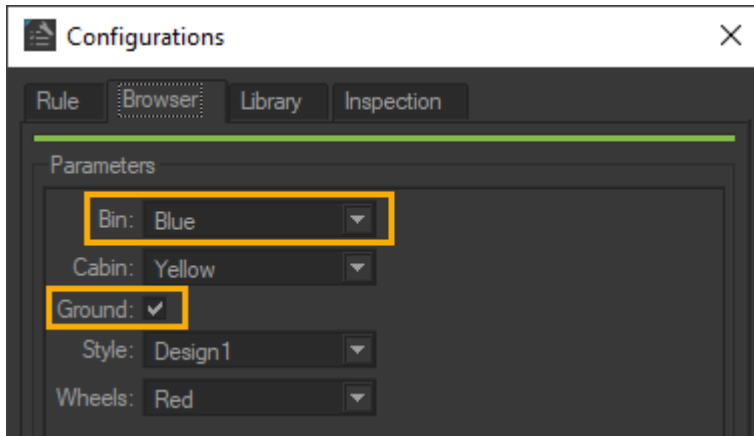 Configurations
Rule Browser Library Inspection
Parameters
Bin: Blue
Cabin: Yellow
Ground:
Style: Design1
Wheels: Red